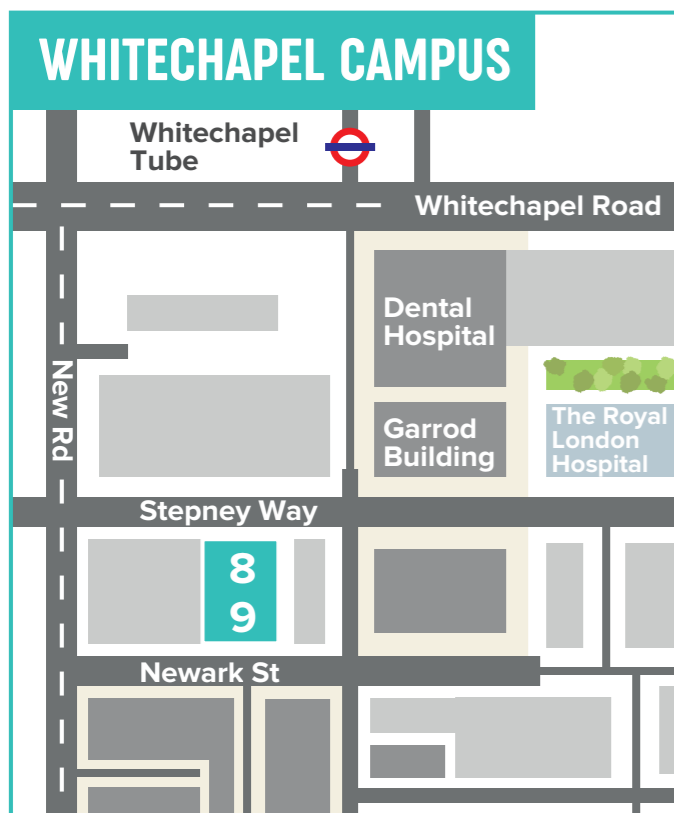 WHITECHAPEL CAMPUS
Whitechapel
Tube
Whitechapel Road
Dental
Hospital
New Rd
Garrod
Building
The Royal
London
Hospital
Stepney Way
8
9
Newark St